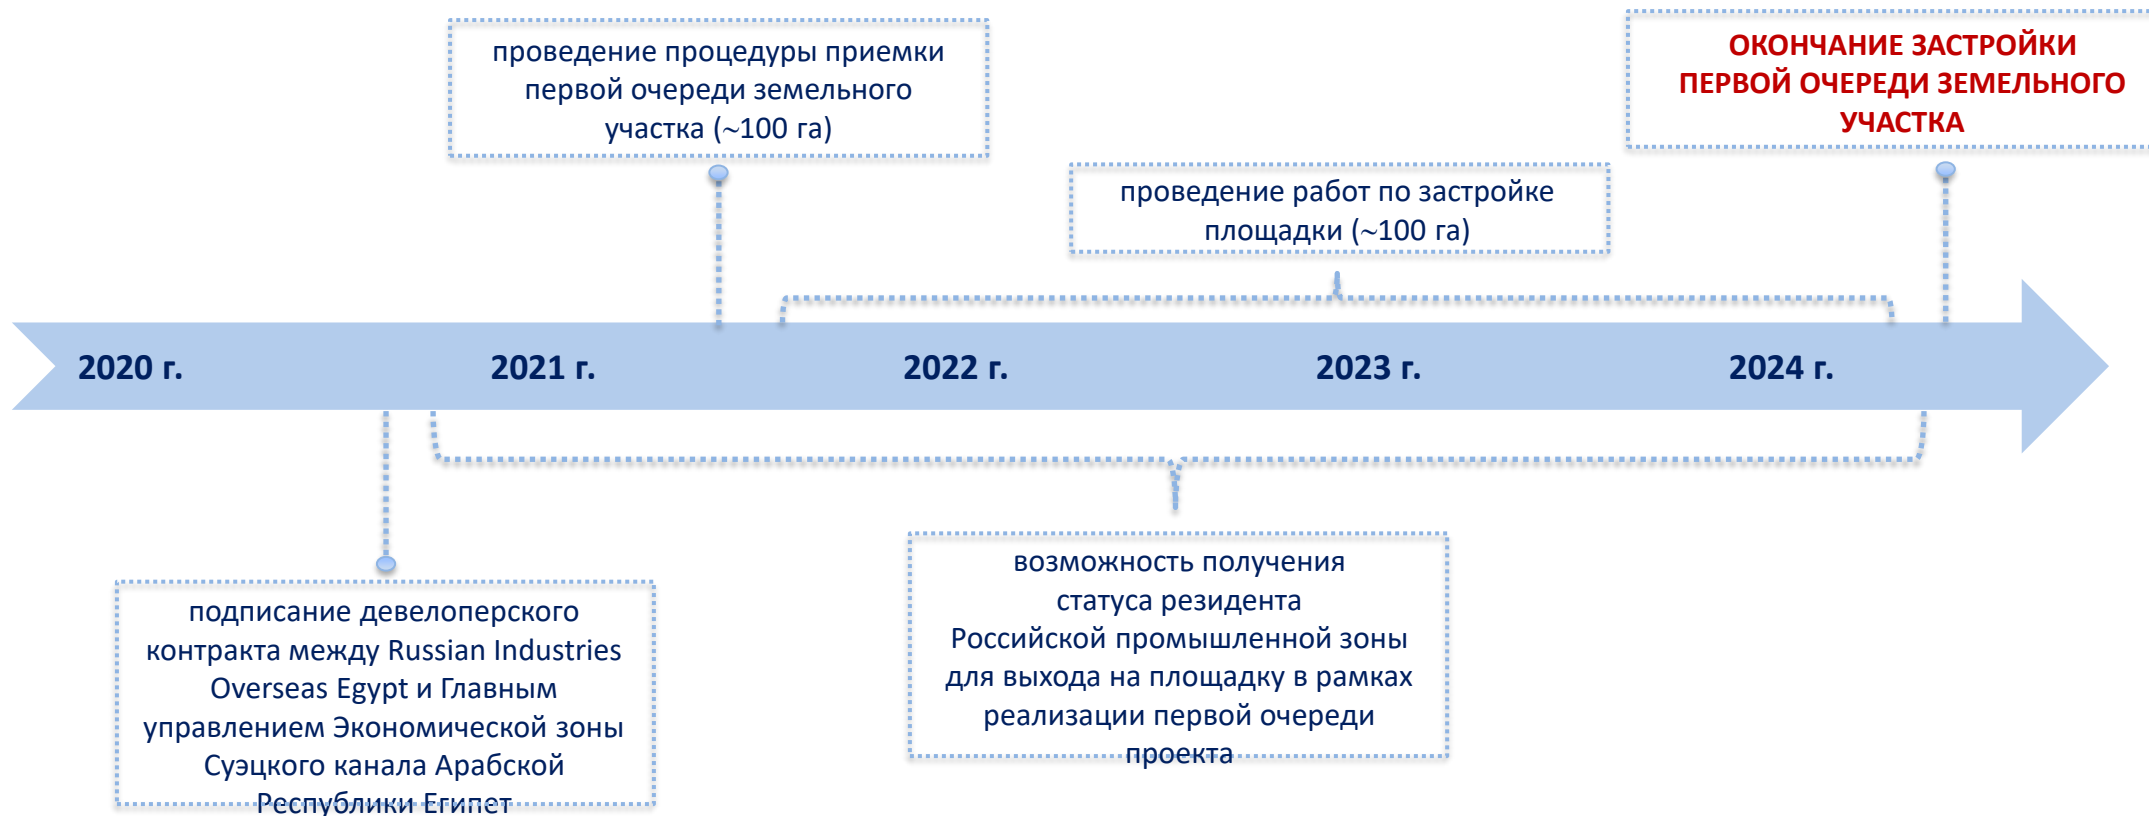 проведение процедуры приемки
первой очереди земельного
участка (~100 га)
ОКОНЧАНИЕ ЗАСТРОЙКИ
ПЕРВОЙ ОЧЕРЕДИ ЗЕМЕЛЬНОГО
УЧАСТКА
проведение работ по застройке
площадки (~100 га)
2020 г.
2021 г.
2022 г.
2023 г.
2024 г.
подписание девелоперского
контракта между Russian Industries
Overseas Egypt и Главным
управлением Экономической зоны
Суэцкого канала Арабской
Республики Египет
возможность получения
статуса резидента
Российской промышленной зоны
для выхода на площадку в рамках
реализации первой очереди
проекта